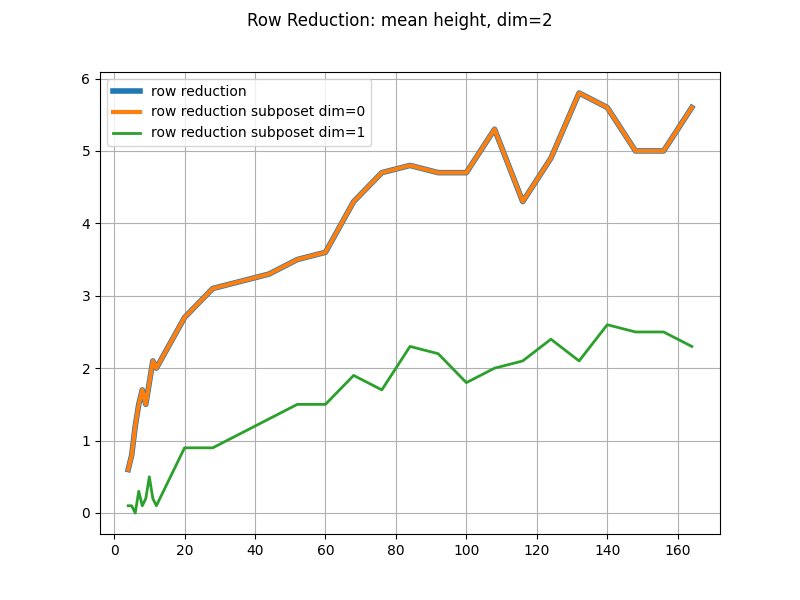 Row Reduction: mean height, dim=2
row reduction
row reduction subposet dim=0
row reduction subposet dim=1
6
5
4
3
2
1
0
0 20 40 60 80 100 120 140 160